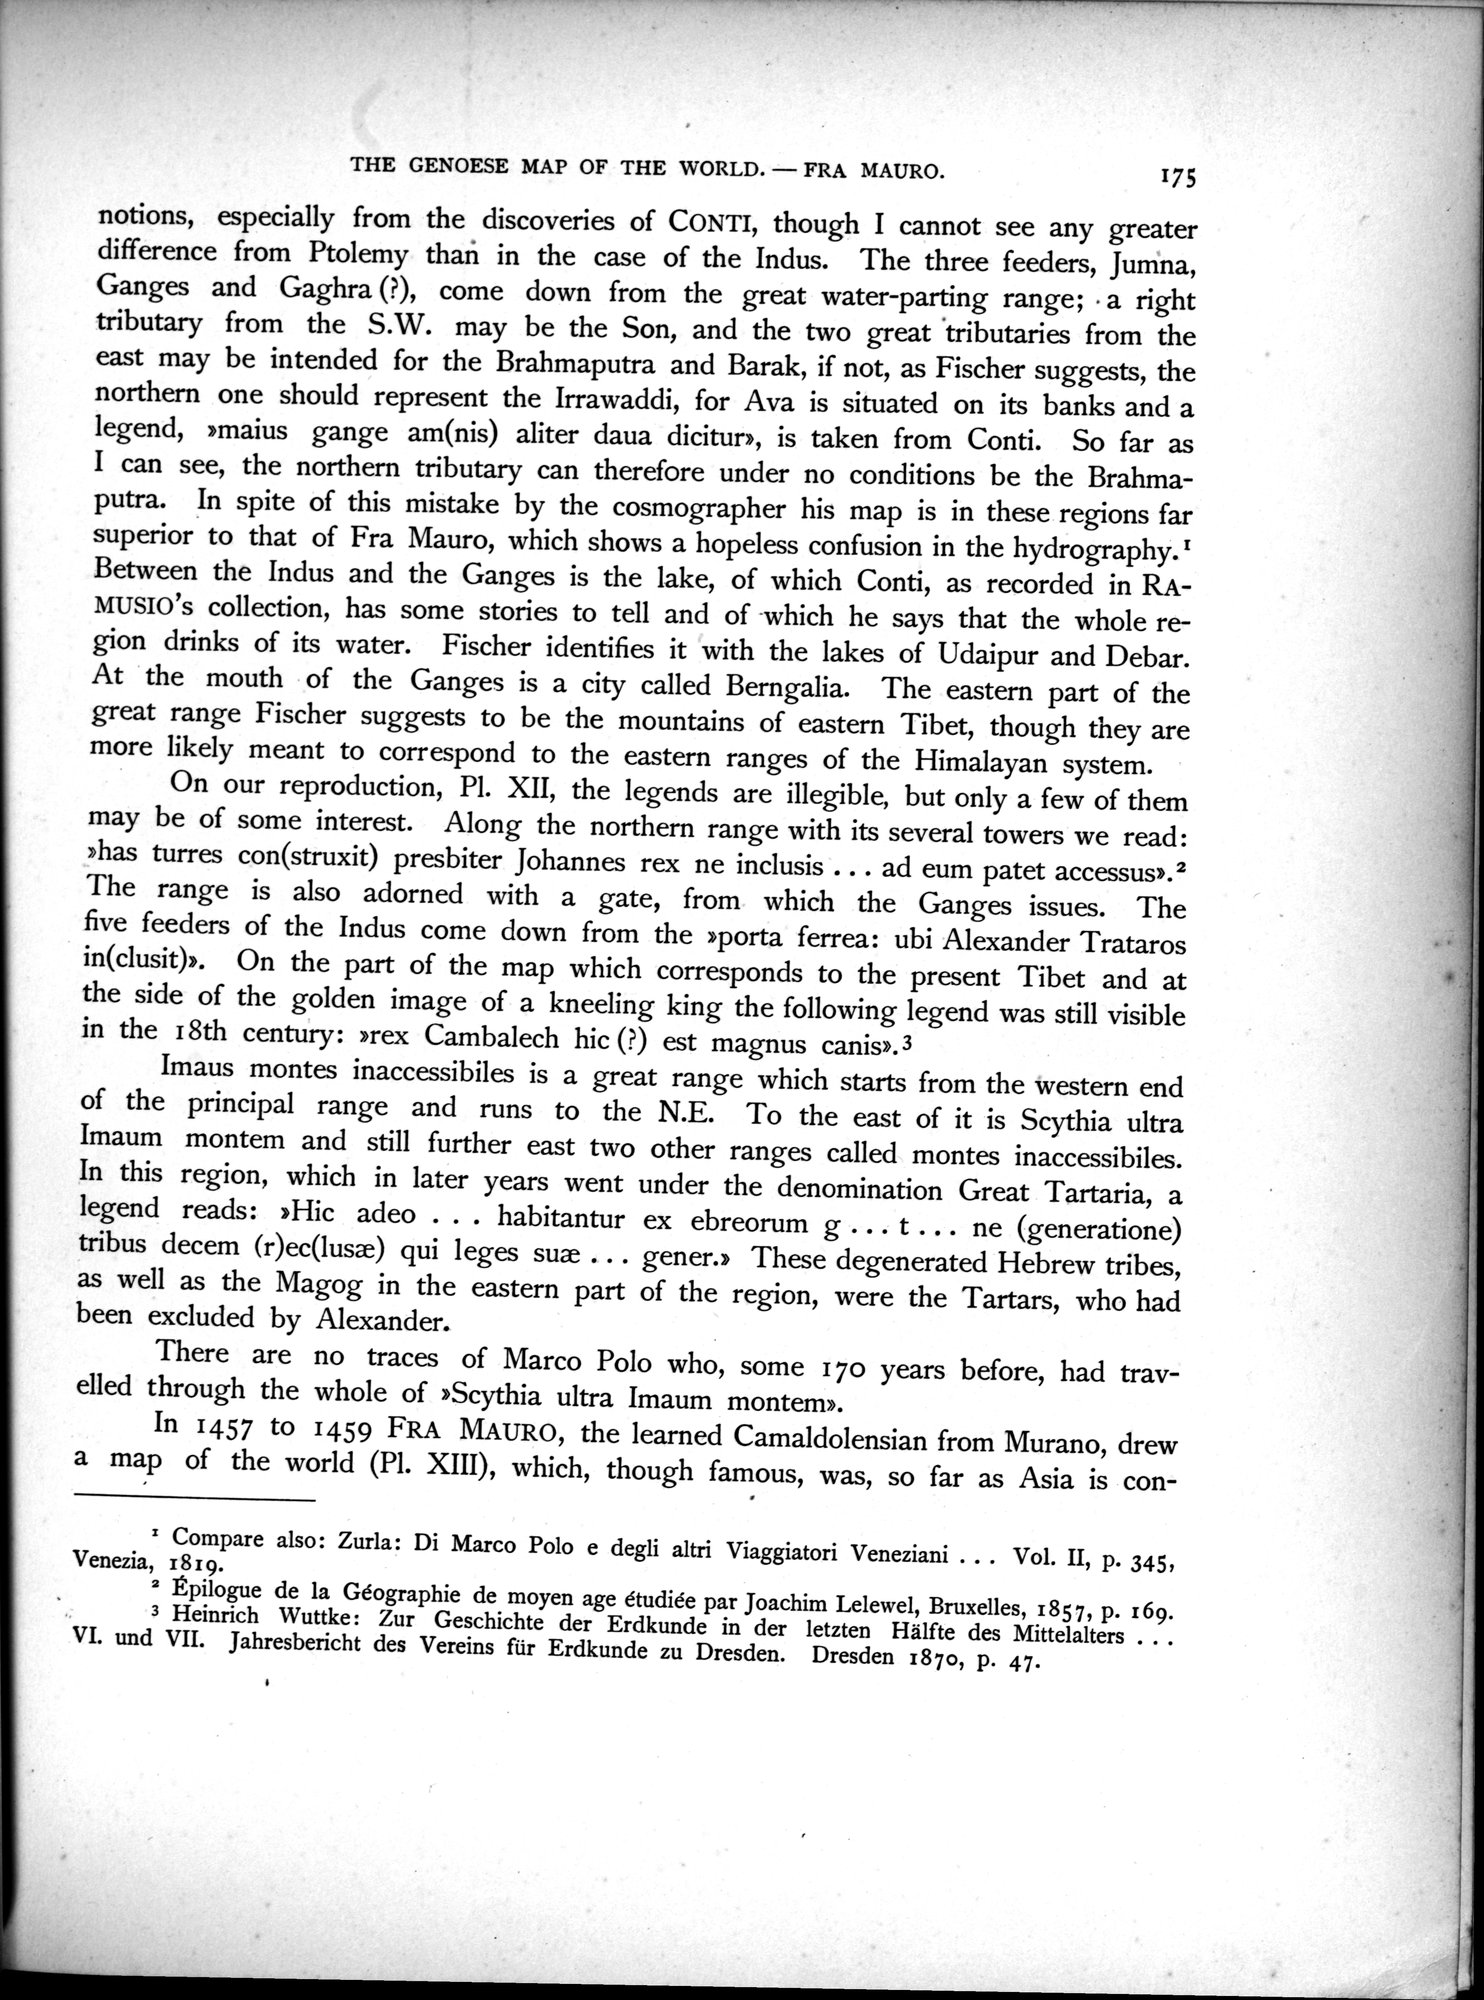 THE GENOESE MAP OF THE WORLD. — FRA MAURO. 175
notions, especially from the discoveries of CONTI, though I cannot see any greater
difference from Ptolemy than in the case of the Indus. The three feeders, Jumna,
Ganges and Gaghra (?), come down from the great water-parting range; a right
tributary from the S.W. may be the Son, and the two great tributaries from the
east may be intended for the Brahmaputra and Barak, if not, as Fischer suggests, the
northern one should represent the Irrawaddi, for Ava is situated on its banks and a
legend, »maius gange am(nis) aliter daua dicitur», is taken from Conti. So far as
I can see, the northern tributary can therefore under no conditions be the Brahma-
putra. In spite of this mistake by the cosmographer his map is in these regions far
superior to that of Fra Mauro, which shows a hopeless confusion in the hydrography.¹
Between the Indus and the Ganges is the lake, of which Conti, as recorded in RA-
MUSIO's collection, has some stories to tell and of which he says that the whole re-
gion drinks of its water. Fischer identifies it with the lakes of Udaipur and Debar.
At the mouth of the Ganges is a city called Berngalia. The eastern part of the
great range Fischer suggests to be the mountains of eastern Tibet, though they are
more likely meant to correspond to the eastern ranges of the Himalayan system.
On our reproduction, Pl. XII, the legends are illegible, but only a few of them
may be of some interest. Along the northern range with its several towers we read:
»has turres con(struxit) presbiter Johannes rex ne inclusis ... ad eum patet accessus».²
The range is also adorned with a gate, from which the Ganges issues. The
five feeders of the Indus come down from the »porta ferrea: ubi Alexander Trataros
in(clusit)». On the part of the map which corresponds to the present Tibet and at
the side of the golden image of a kneeling king the following legend was still visible
in the 18th century: »rex Cambalech hic (?) est magnus canis».³
Imaus montes inaccessibiles is a great range which starts from the western end
of the principal range and runs to the N.E. To the east of it is Scythia ultra
Imaum montem and still further east two other ranges called montes inaccessibiles.
In this region, which in later years went under the denomination Great Tartaria, a
legend reads: »Hic adeo ... habitantur ex ebreorum g ... t ... ne (generatione)
tribus decem (r)ec(lusæ) qui leges suæ ... gener.» These degenerated Hebrew tribes,
as well as the Magog in the eastern part of the region, were the Tartars, who had
been excluded by Alexander.
There are no traces of Marco Polo who, some 170 years before, had trav-
elled through the whole of »Scythia ultra Imaum montem».
In 1457 to 1459 FRA MAURO, the learned Camaldolensian from Murano, drew
a map of the world (Pl. XIII), which, though famous, was, so far as Asia is con-
¹ Compare also: Zurla: Di Marco Polo e degli altri Viaggiatori Veneziani ... Vol. II, p. 345,
Venezia, 1819.
² Épilogue de la Géographie de moyen age étudiée par Joachim Lelewel, Bruxelles, 1857, p. 169.
³ Heinrich Wuttke: Zur Geschichte der Erdkunde in der letzten Hälfte des Mittelalters ...
VI. und VII. Jahresbericht des Vereins für Erdkunde zu Dresden. Dresden 1870, p. 47.